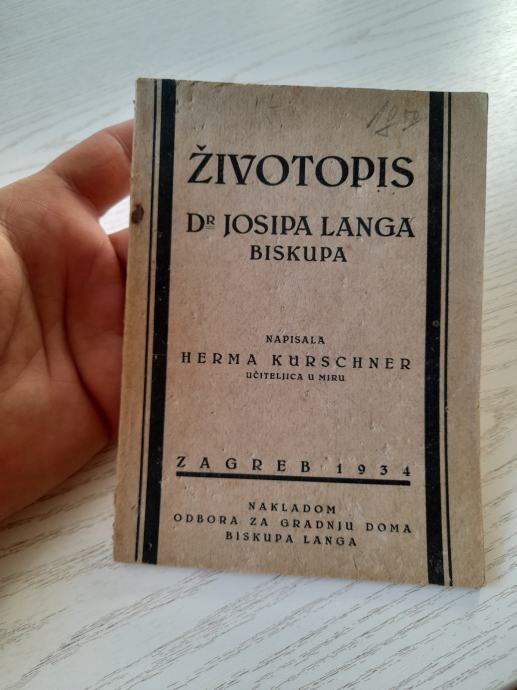 ŽIVOTOPIS
DR JOSIPA LANGA
BISKUPA
NAPISALA
HERMA KURSCHNER
UČITELJICA U MIRU
ZAGREB 1934
NAKLADOM
ODBORA ZA GRADNJU DOMA
BISKUPA LANGA